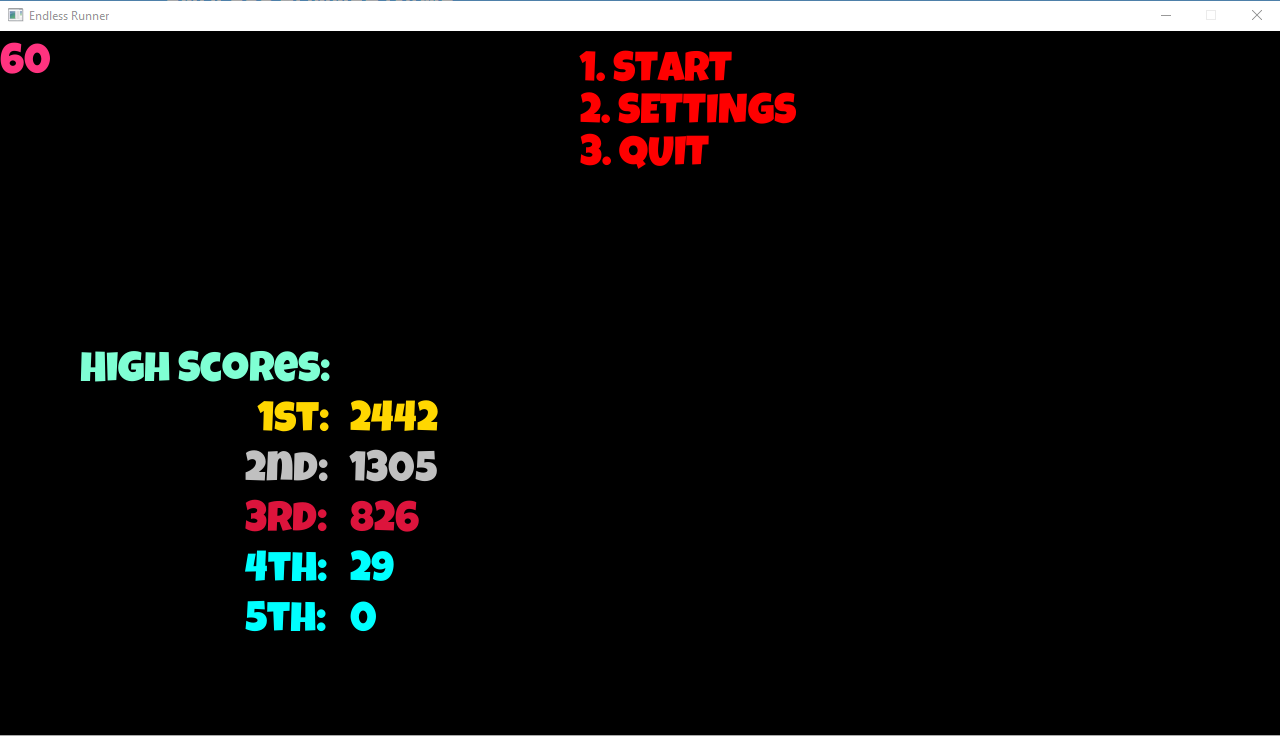 Endless Runner
60
1. START
2. SETTINGS
3. QUIT
HIGH SCORES:
1ST: 2442
2ND: 1305
3RD: 826
4TH: 29
5TH: 0